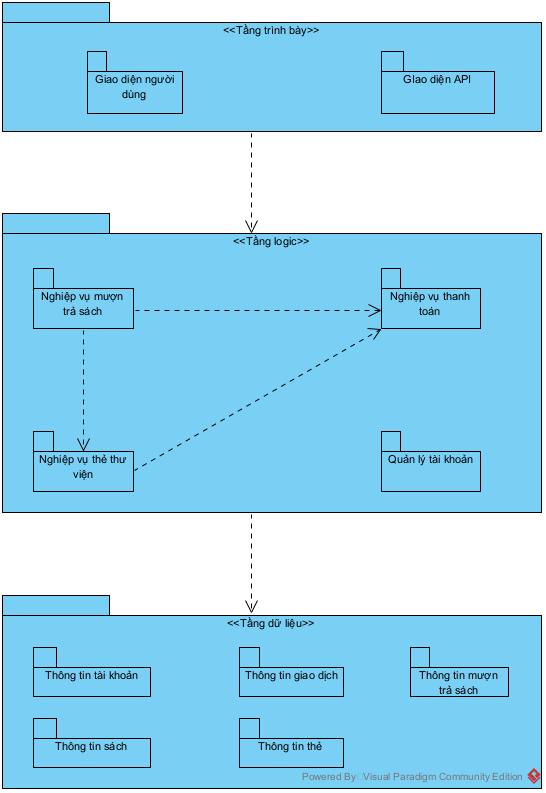 <<Tầng trình bày>>
Giao diện người
dùng
GIao diện API
<<Tầng logic>>
Nghiệp vụ mượn
trả sách
Nghiệp vụ thanh
toán
Nghiệp vụ thẻ thư
viện
Quản lý tài khoản
<<Tầng dữ liệu>>
Thông tin tài khoản
Thông tin giao dịch
Thông tin mượn
trả sách
Thông tin sách
Thông tin thẻ
Powered By: Visual Paradigm Community Edition